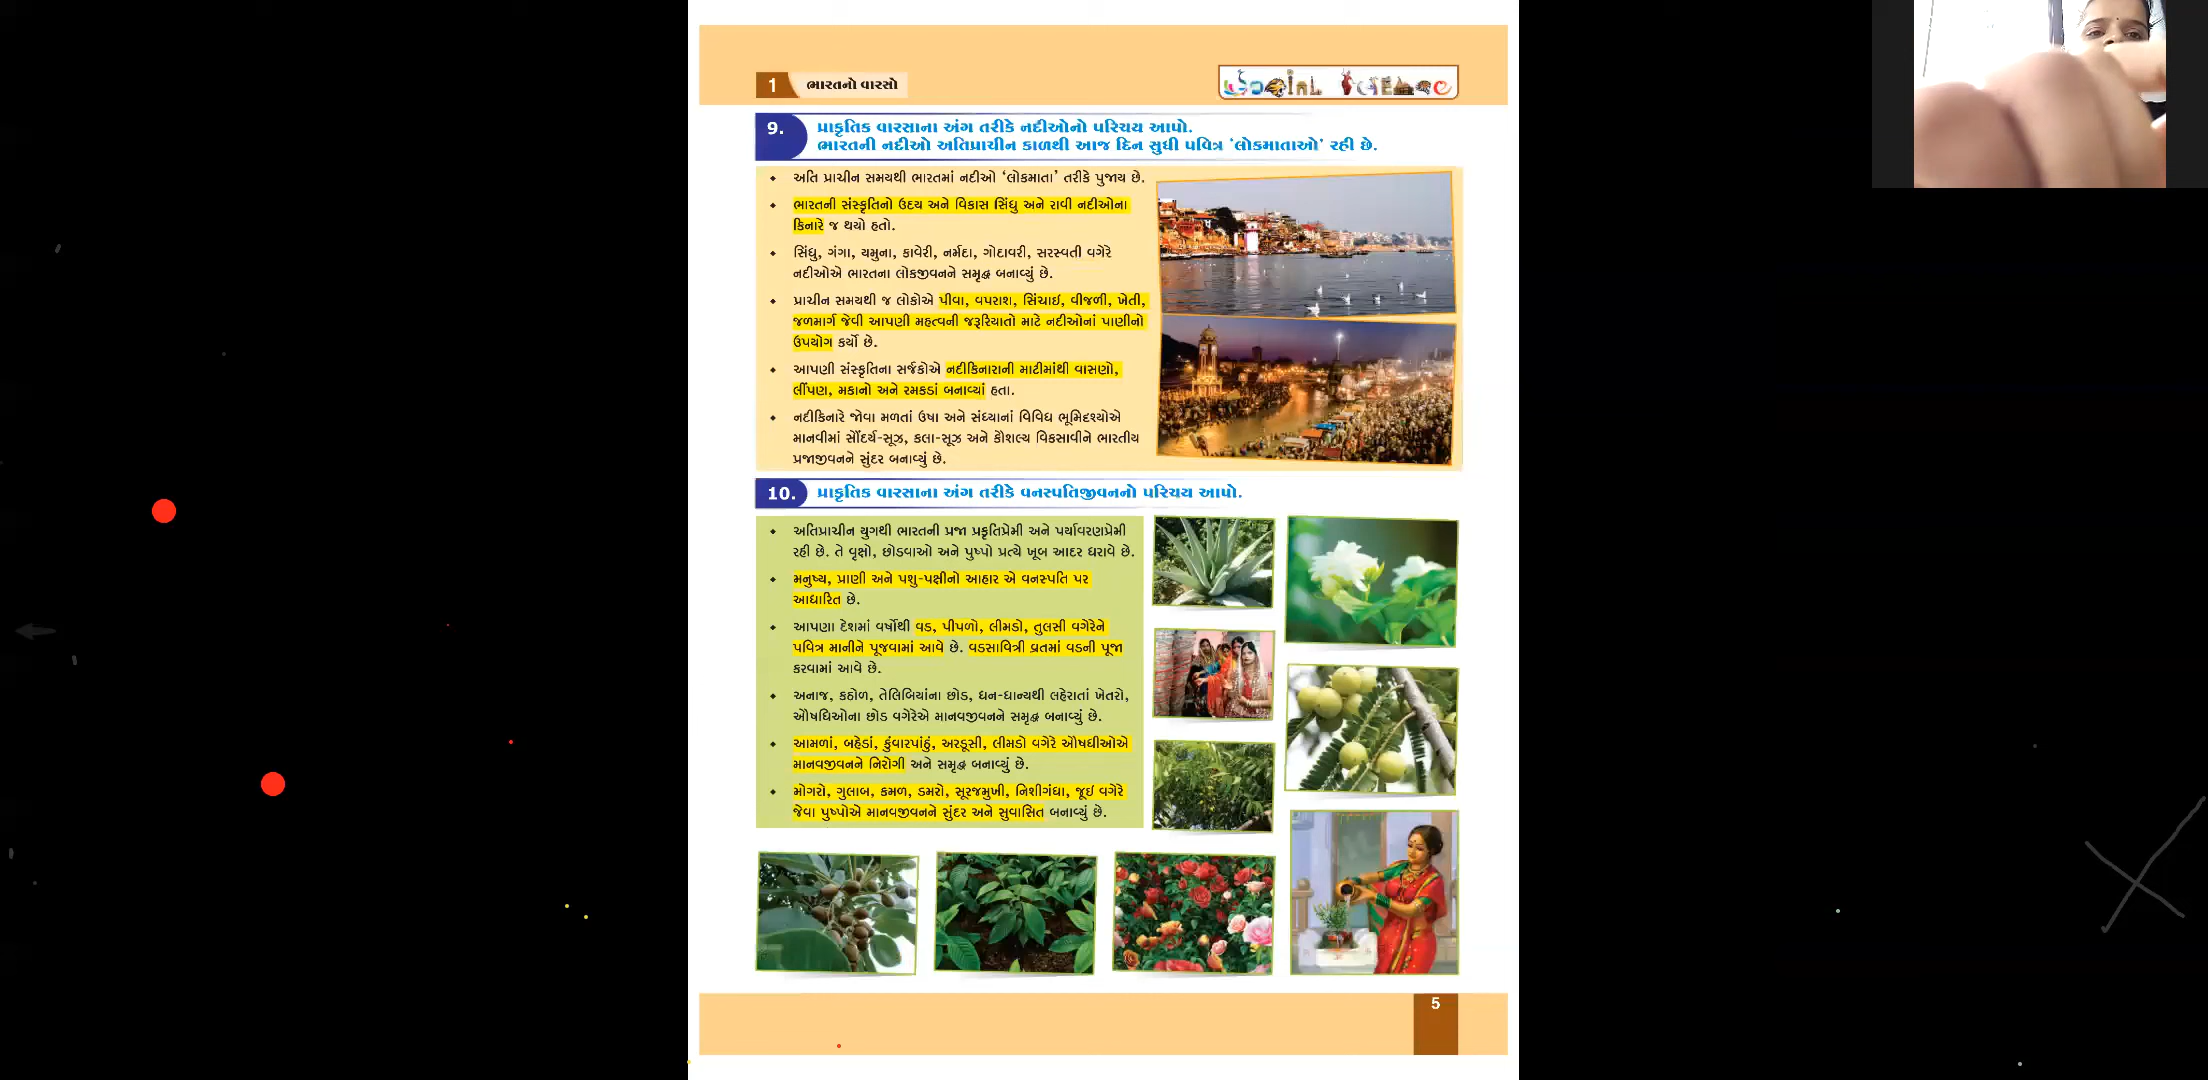 1 ભારતનો વારસો
Social Science
9. પ્રાકૃતિક વારસાના અંગ તરીકે નદીઓનો પરિચય આપો.
ભારતની નદીઓ અતિપ્રાચીન કાળથી આજ દિન સુધી પવિત્ર 'લોકમાતાઓ' રહી છે.
• અતિ પ્રાચીન સમયથી ભારતમાં નદીઓ 'લોકમાતા' તરીકે પુજાય છે.
• ભારતની સંસ્કૃતિનો ઉદય અને વિકાસ સિંધુ અને રાવી નદીઓના
કિનારે જ થયો હતો.
• સિંધુ, ગંગા, યમુના, કાવેરી, નર્મદા, ગોદાવરી, સરસ્વતી વગેરે
નદીઓએ ભારતના લોકજીવનને સમૃદ્ધ બનાવ્યું છે.
• પ્રાચીન સમયથી જ લોકોએ પીવા, વપરાશ, સિંચાઈ, વીજળી, ખેતી,
જળમાર્ગ જેવી આપણી મહત્વની જરૂરિયાતો માટે નદીઓનાં પાણીનો
ઉપયોગ કર્યો છે.
• આપણી સંસ્કૃતિના સર્જકોએ નદીકિનારાની માટીમાંથી વાસણો,
લીંપણ, મકાનો અને રમકડાં બનાવ્યાં હતા.
• નદીકિનારે જોવા મળતાં ઉષા અને સંધ્યાનાં વિવિધ ભૂમિદ્રશ્યોએ
માનવીમાં સૌંદર્ય-સૂઝ, કલા-સૂઝ અને કૌશલ્ય વિકસાવીને ભારતીય
પ્રજાજીવનને સુંદર બનાવ્યું છે.
10. પ્રાકૃતિક વારસાના અંગ તરીકે વનસ્પતિજીવનનો પરિચય આપો.
• અતિપ્રાચીન યુગથી ભારતની પ્રજા પ્રકૃતિપ્રેમી અને પર્યાવરણપ્રેમી
રહી છે. તે વૃક્ષો, છોડવાઓ અને પુષ્પો પ્રત્યે ખૂબ આદર ધરાવે છે.
• મનુષ્ય, પ્રાણી અને પશુ-પક્ષીનો આહાર એ વનસ્પતિ પર
આધારિત છે.
• આપણા દેશમાં વર્ષોથી વડ, પીપળો, લીમડો, તુલસી વગેરેને
પવિત્ર માનીને પૂજવામાં આવે છે. વડસાવિત્રી વ્રતમાં વડની પૂજા
કરવામાં આવે છે.
• અનાજ, કઠોળ, તેલિબિયાંના છોડ, ધન-ધાન્યથી લહેરાતાં ખેતરો,
ઔષધિઓના છોડ વગેરેએ માનવજીવનને સમૃદ્ધ બનાવ્યું છે.
• આમળાં, બહેડાં, કુંવારપાંઠું, અરડૂસી, લીમડો વગેરે ઔષધીઓએ
માનવજીવનને નિરોગી અને સમૃદ્ધ બનાવ્યું છે.
• મોગરો, ગુલાબ, કમળ, ડમરો, સૂરજમુખી, નિશીગંધા, જૂઈ વગેરે
જેવા પુષ્પોએ માનવજીવનને સુંદર અને સુવાસિત બનાવ્યું છે.
5